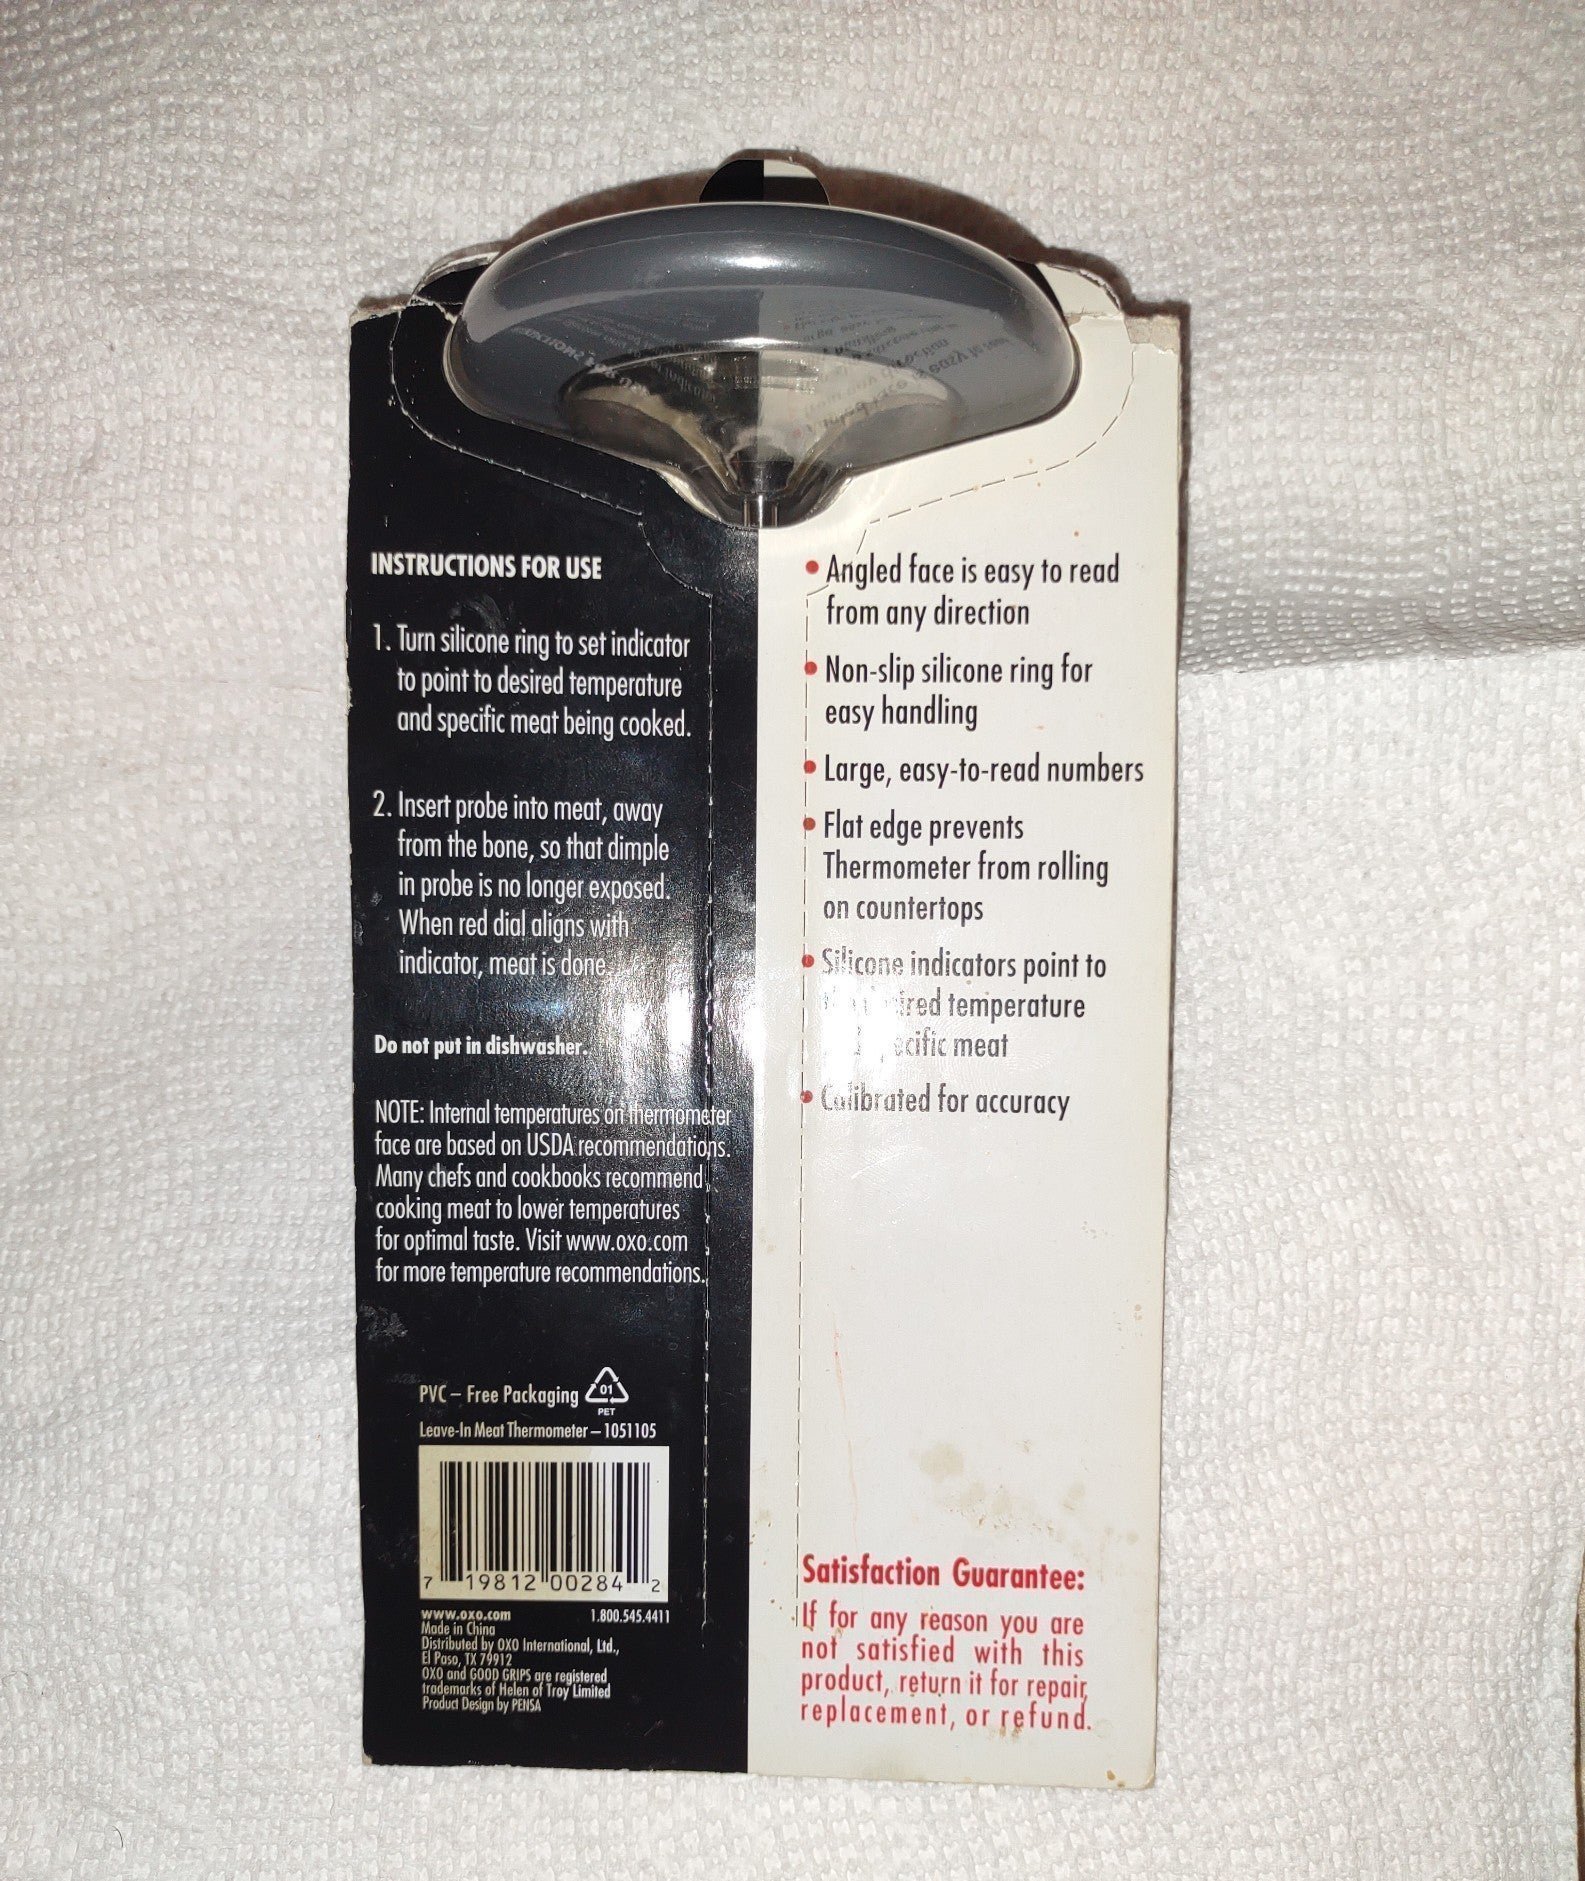 INSTRUCTIONS FOR USE
1. Turn silicone ring to set indicator
to point to desired temperature
and specific meat being cooked.
2. Insert probe into meat, away
from the bone, so that dimple
in probe is no longer exposed.
When red dial aligns with
indicator, meat is done.
Do not put in dishwasher.
NOTE: Internal temperatures on thermometer
face are based on USDA recommendations.
Many chefs and cookbooks recommend
cooking meat to lower temperatures
for optimal taste. Visit www.oxo.com
for more temperature recommendations.
PVC – Free Packaging
01
PET
Leave-In Meat Thermometer – 1051105
7 19812 00284 2
www.oxo.com 1.800.545.4411
Made in China
Distributed by OXO International, Ltd.,
El Paso, TX 79912
OXO and GOOD GRIPS are registered
trademarks of Helen of Troy Limited
Product Design by PENSA
• Angled face is easy to read
from any direction
• Non-slip silicone ring for
easy handling
• Large, easy-to-read numbers
• Flat edge prevents
Thermometer from rolling
on countertops
• Silicone indicators point to
temperature
meat
• Calibrated for accuracy
Satisfaction Guarantee:
If for any reason you are
not satisfied with this
product, return it for repair,
replacement, or refund.